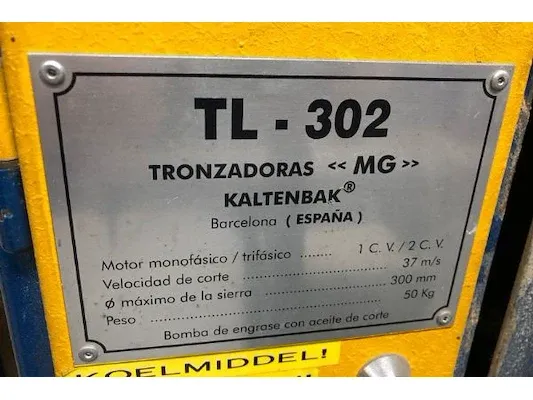 TL - 302
TRONZADORAS << MG >>
KALTENBAK®
Barcelona ( ESPAÑA )
Motor monofásico / trifásico ........ 1 C. V. / 2 C. V.
Velocidad de corte ........................ 37 m/s
ø máximo de la sierra .................... 300 mm
Peso ................................................ 50 Kg
Bomba de engrase con aceite de corte
KOELMIDDEL!